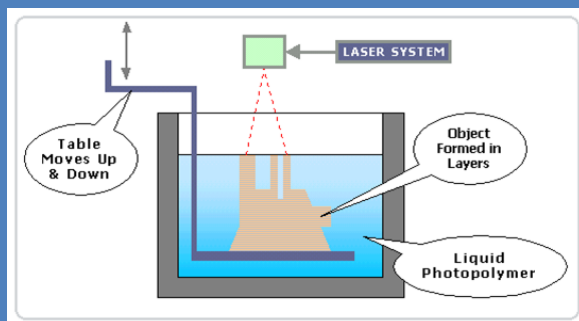 LASER SYSTEM
Table
Moves Up
& Down
Object
Formed in
Layers
Liquid
Photopolymer